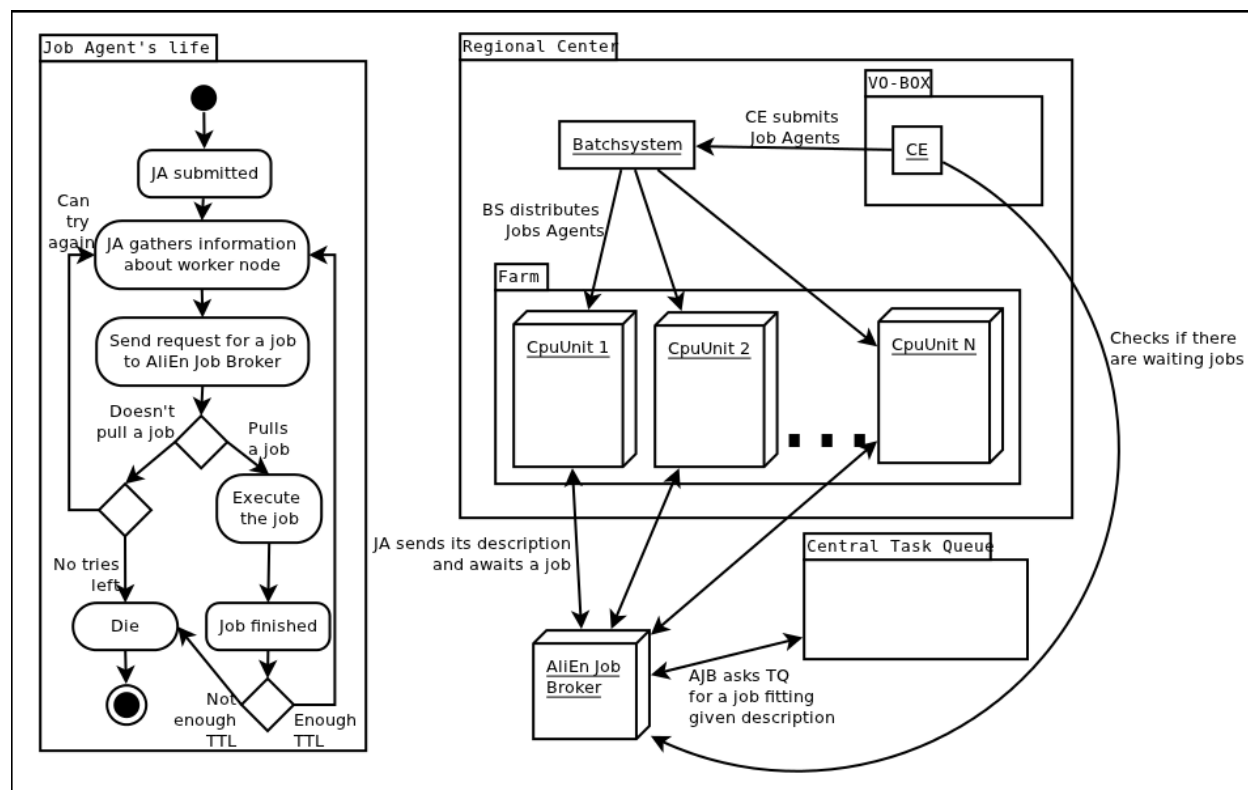 Job Agent's life
JA submitted
Can
try
again
JA gathers information
about worker node
Send request for a job
to AliEn Job Broker
Doesn't
pull a job
Pulls
a job
Execute
the job
No tries
left
Die
Job finished
Not
enough
TTL
Enough
TTL
Regional Center
VO-BOX
CE submits
Job Agents
CE
Batchsystem
BS distributes
Jobs Agents
Farm
CpuUnit 1
CpuUnit 2
CpuUnit N
Checks if there
are waiting jobs
JA sends its description
and awaits a job
Central Task Queue
AliEn Job
Broker
AJB asks TQ
for a job fitting
given description